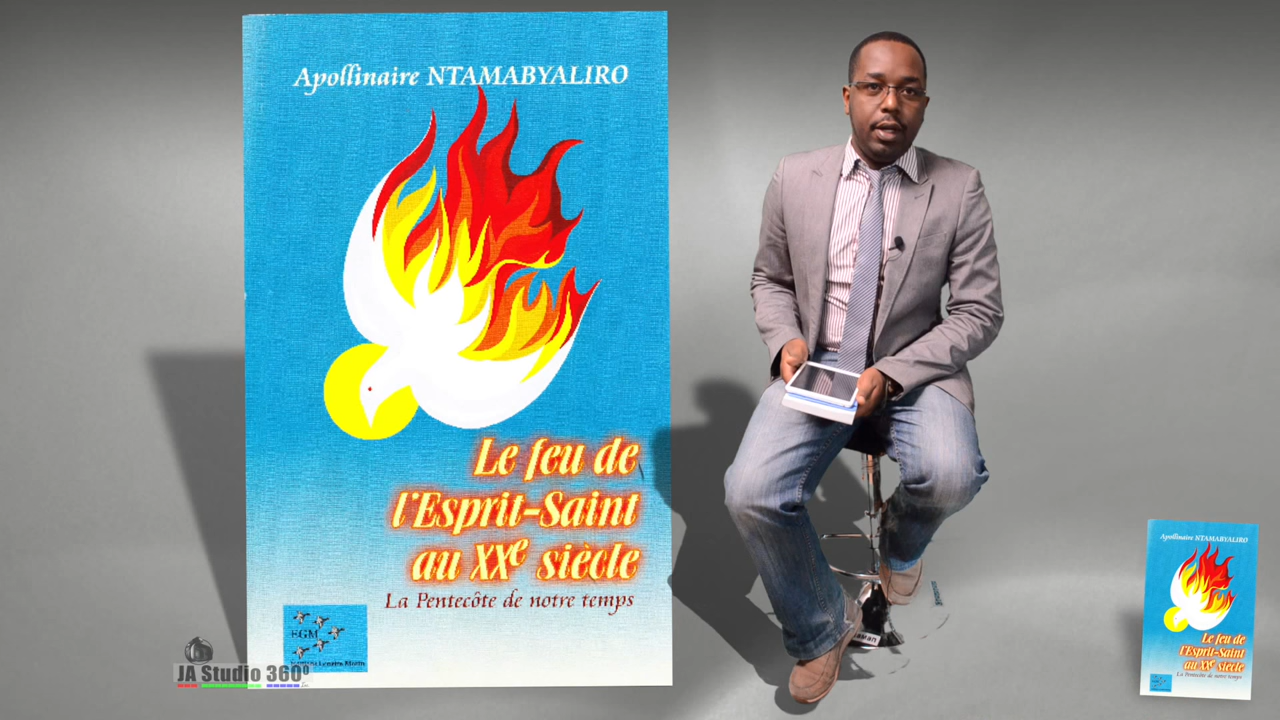 Apollinaire NTAMABYALIRO
Le feu de
l'Esprit-Saint
au XXe siècle
La Pentecôte de notre temps
EGM
JA Studio 360°
Apollinaire NTAMABYALIRO
Le feu de
l'Esprit-Saint
au XXe siècle
La Pentecôte de notre temps